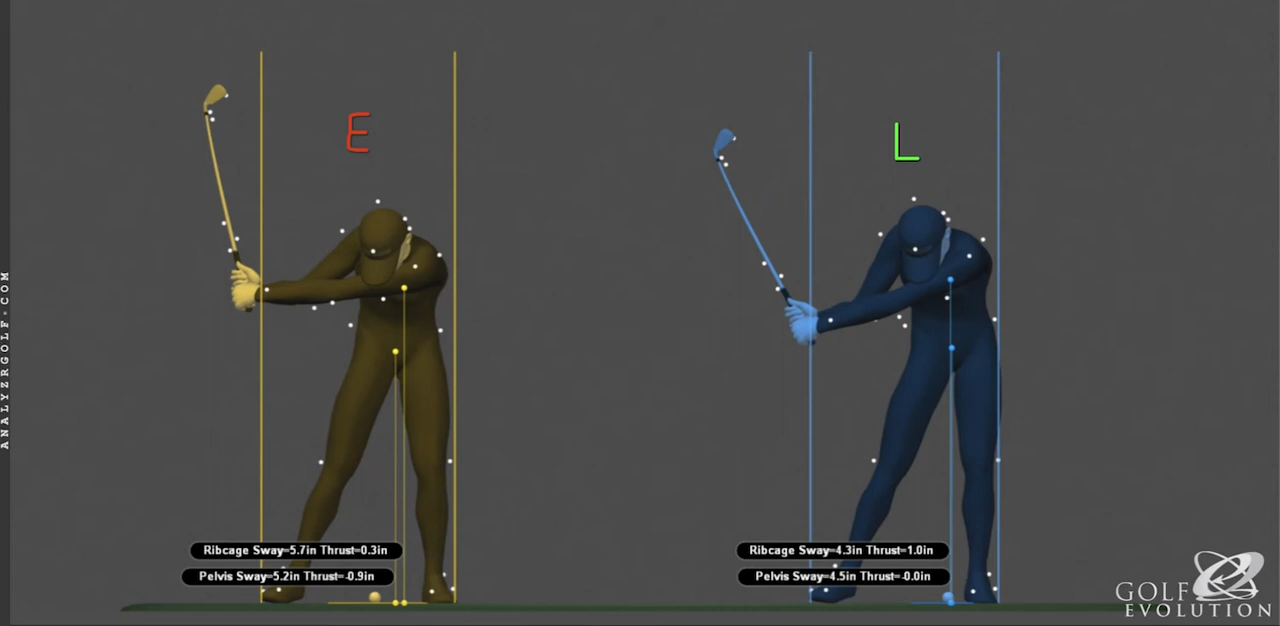 ANALYZRGOLF.COM
E
L
Ribcage Sway=5.7in Thrust=0.3in
Pelvis Sway=5.2in Thrust=-0.9in
Ribcage Sway=4.3in Thrust=1.0in
Pelvis Sway=4.5in Thrust=-0.0in
GOLF
EVOLUTION